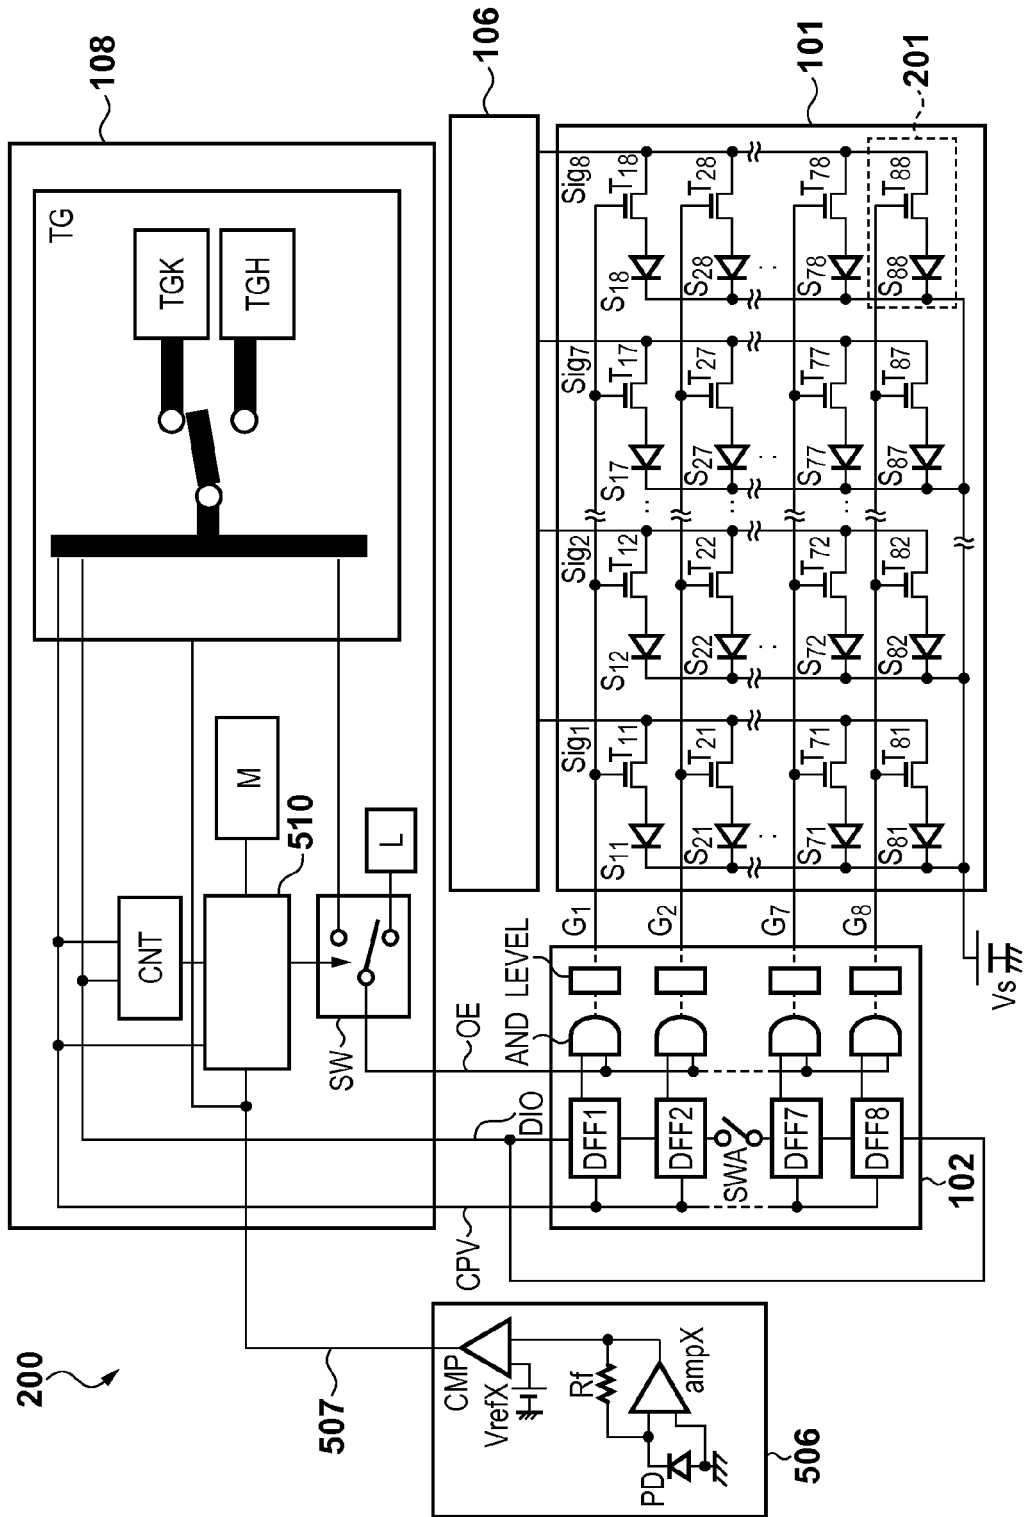 200
108
TG
TGK
TGH
M
510
CNT
L
SW
106
101
201
Sig1
Sig2
Sig7
Sig8
G1
G2
G7
G8
T11
T12
T17
T18
S11
S12
S17
S18
T21
T22
T27
T28
S21
S22
S27
S28
T71
T72
T77
T78
S71
S72
S77
S78
T81
T82
T87
T88
S81
S82
S87
S88
Vs
LEVEL
AND
OE
DIO
CPV
DFF1
DFF2
SWA
DFF7
DFF8
102
507
CMP
VrefX
Rf
ampX
PD
506